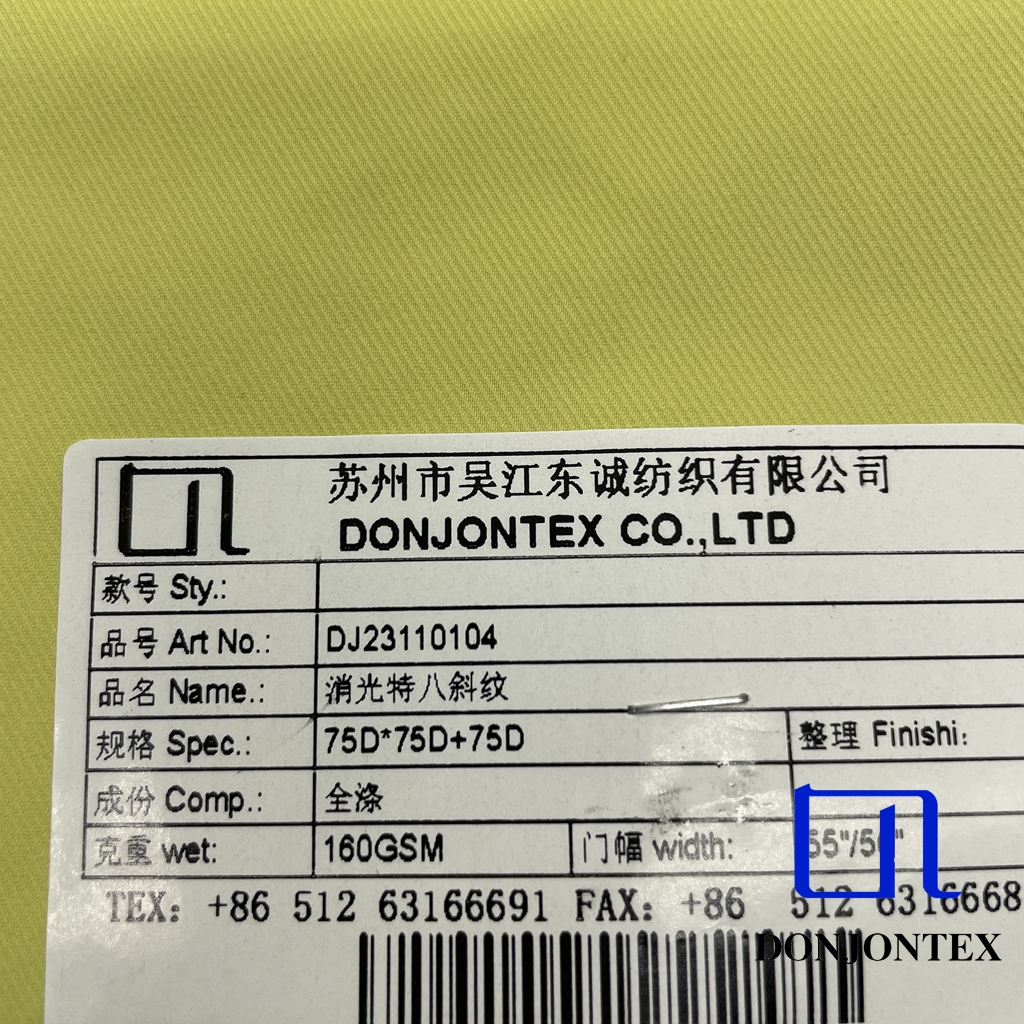 苏州市吴江东诚纺织有限公司
DONJONTEX CO.,LTD
款号 Sty.:
品号 Art No.: DJ23110104
品名 Name.: 消光特八斜纹
规格 Spec.: 75D*75D+75D 整理 Finishi:
成份 Comp.: 全涤
克重 wet: 160GSM 门幅 width:
TEX: +86 512 63166691 FAX: +86 512 6316668
DONJONTEX